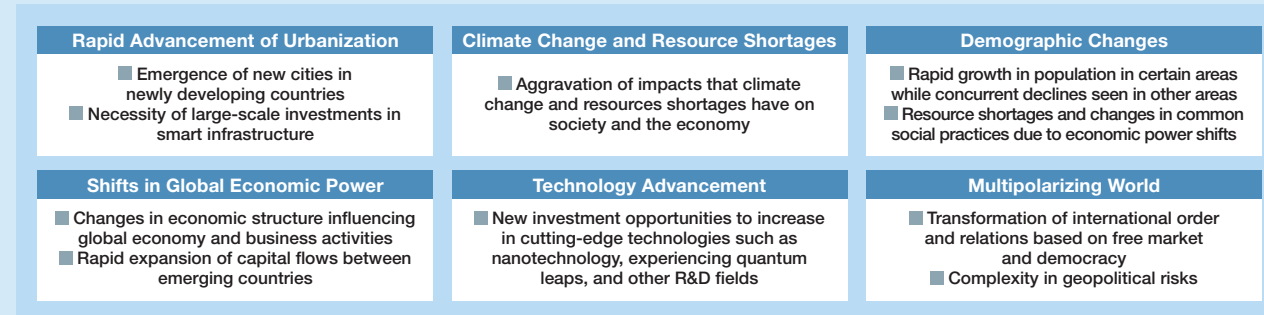 Rapid Advancement of Urbanization
Emergence of new cities in
newly developing countries
Necessity of large-scale investments in
smart infrastructure
Climate Change and Resource Shortages
Aggravation of impacts that climate
change and resources shortages have on
society and the economy
Demographic Changes
Rapid growth in population in certain areas
while concurrent declines seen in other areas
Resource shortages and changes in common
social practices due to economic power shifts
Shifts in Global Economic Power
Changes in economic structure influencing
global economy and business activities
Rapid expansion of capital flows between
emerging countries
Technology Advancement
New investment opportunities to increase
in cutting-edge technologies such as
nanotechnology, experiencing quantum
leaps, and other R&D fields
Multipolarizing World
Transformation of international order
and relations based on free market
and democracy
Complexity in geopolitical risks